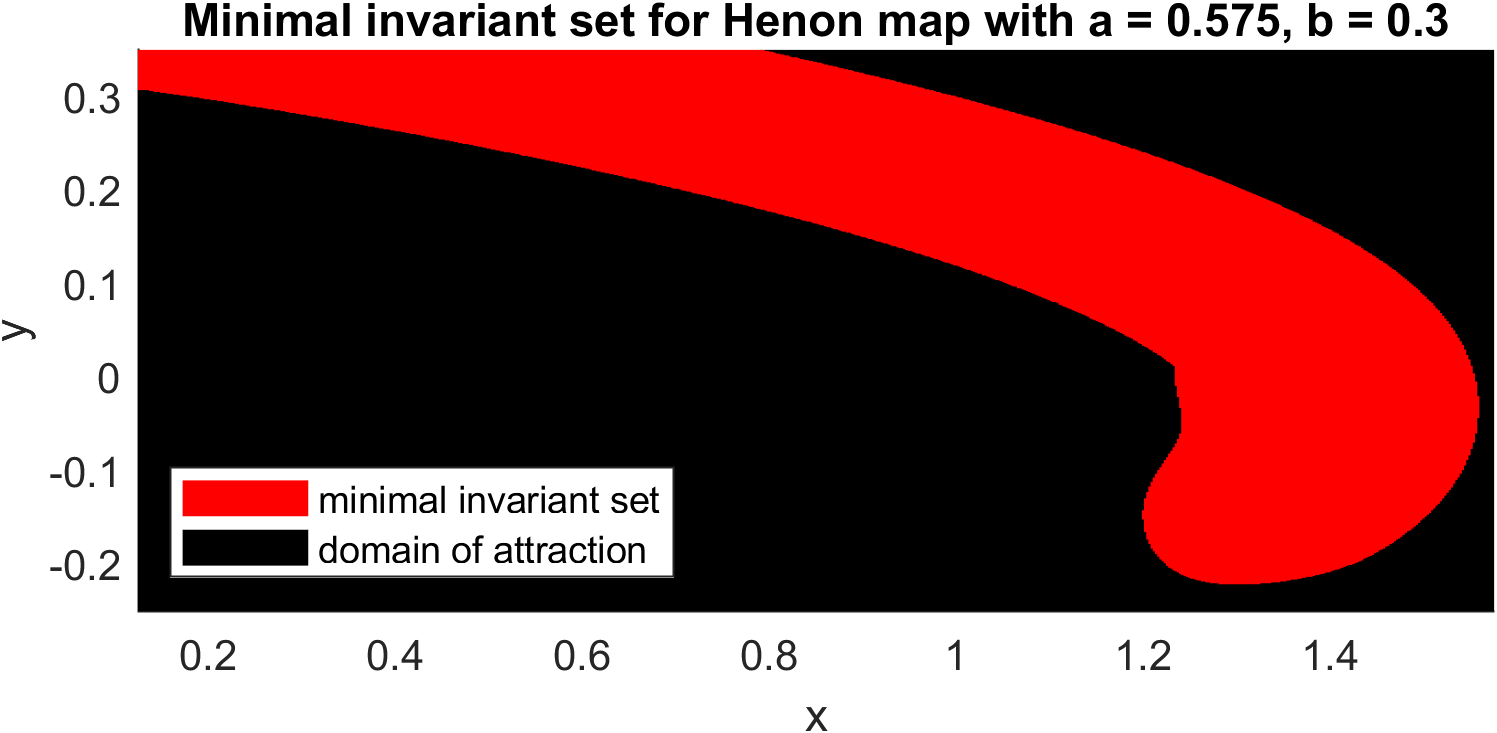 Minimal invariant set for Henon map with a = 0.575, b = 0.3
0.3
0.2
0.1
0
-0.1
-0.2
y
minimal invariant set
domain of attraction
0.2 0.4 0.6 0.8 1 1.2 1.4
x